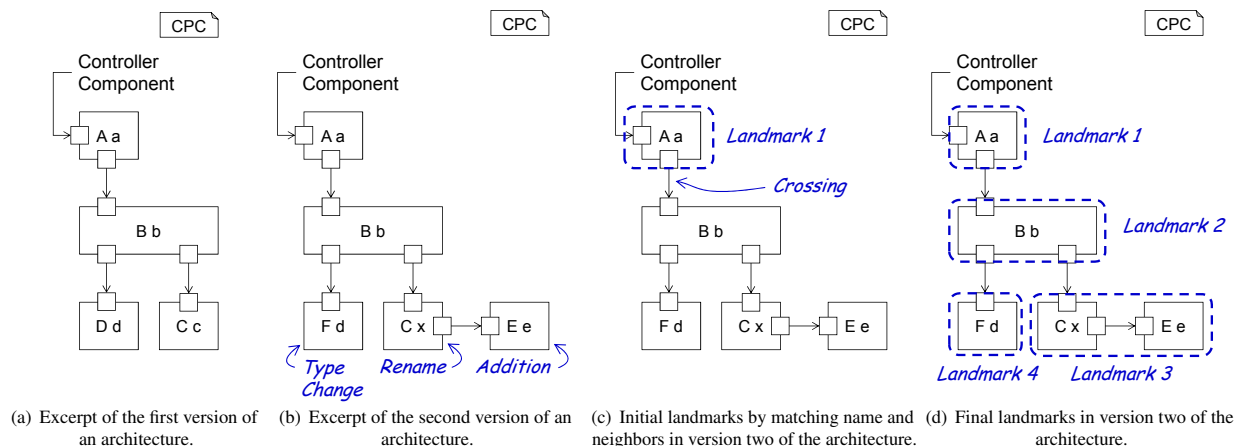 CPC
Controller
Component
A a
B b
D d
C c
(a) Excerpt of the first version of
an architecture.
CPC
Controller
Component
A a
B b
F d
C x
E e
Type
Change
Rename
Addition
(b) Excerpt of the second version of an
architecture.
CPC
Controller
Component
A a
Landmark 1
Crossing
B b
F d
C x
E e
(c) Initial landmarks by matching name and
neighbors in version two of the architecture.
CPC
Controller
Component
A a
Landmark 1
B b
Landmark 2
F d
C x
E e
Landmark 4
Landmark 3
(d) Final landmarks in version two of the
architecture.